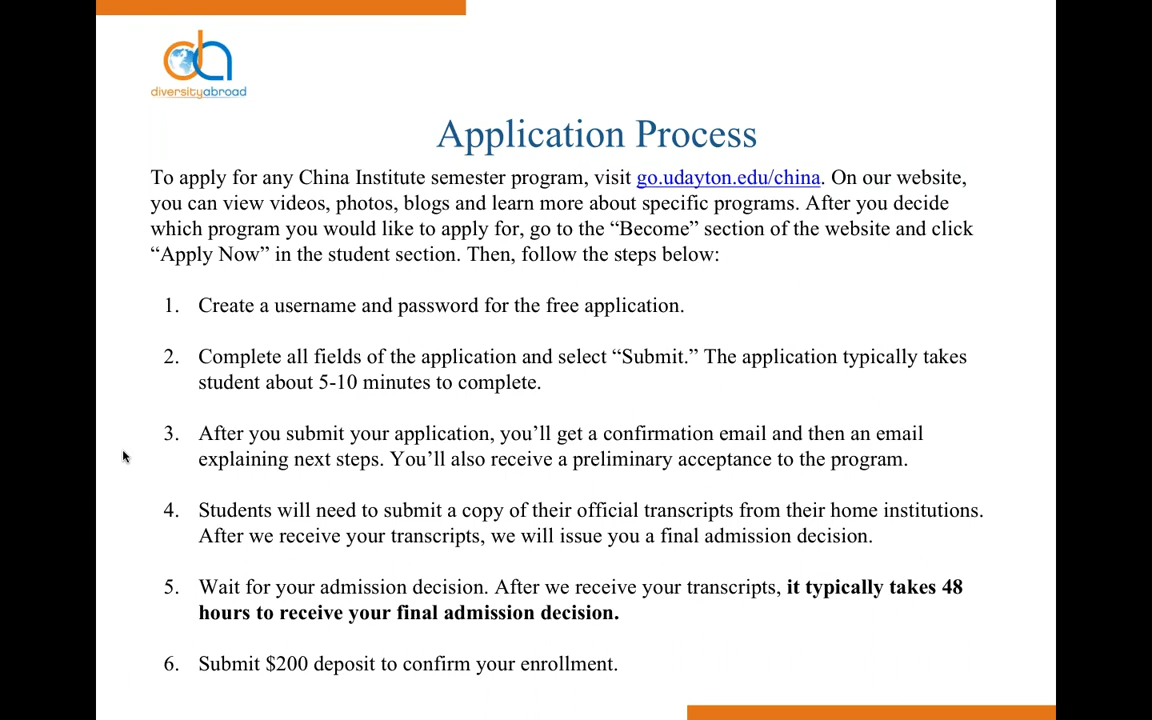 diversityabroad
Application Process
To apply for any China Institute semester program, visit go.udayton.edu/china. On our website,
you can view videos, photos, blogs and learn more about specific programs. After you decide
which program you would like to apply for, go to the “Become” section of the website and click
“Apply Now” in the student section. Then, follow the steps below:
1. Create a username and password for the free application.
2. Complete all fields of the application and select “Submit.” The application typically takes
student about 5-10 minutes to complete.
3. After you submit your application, you’ll get a confirmation email and then an email
explaining next steps. You’ll also receive a preliminary acceptance to the program.
4. Students will need to submit a copy of their official transcripts from their home institutions.
After we receive your transcripts, we will issue you a final admission decision.
5. Wait for your admission decision. After we receive your transcripts, it typically takes 48
hours to receive your final admission decision.
6. Submit $200 deposit to confirm your enrollment.